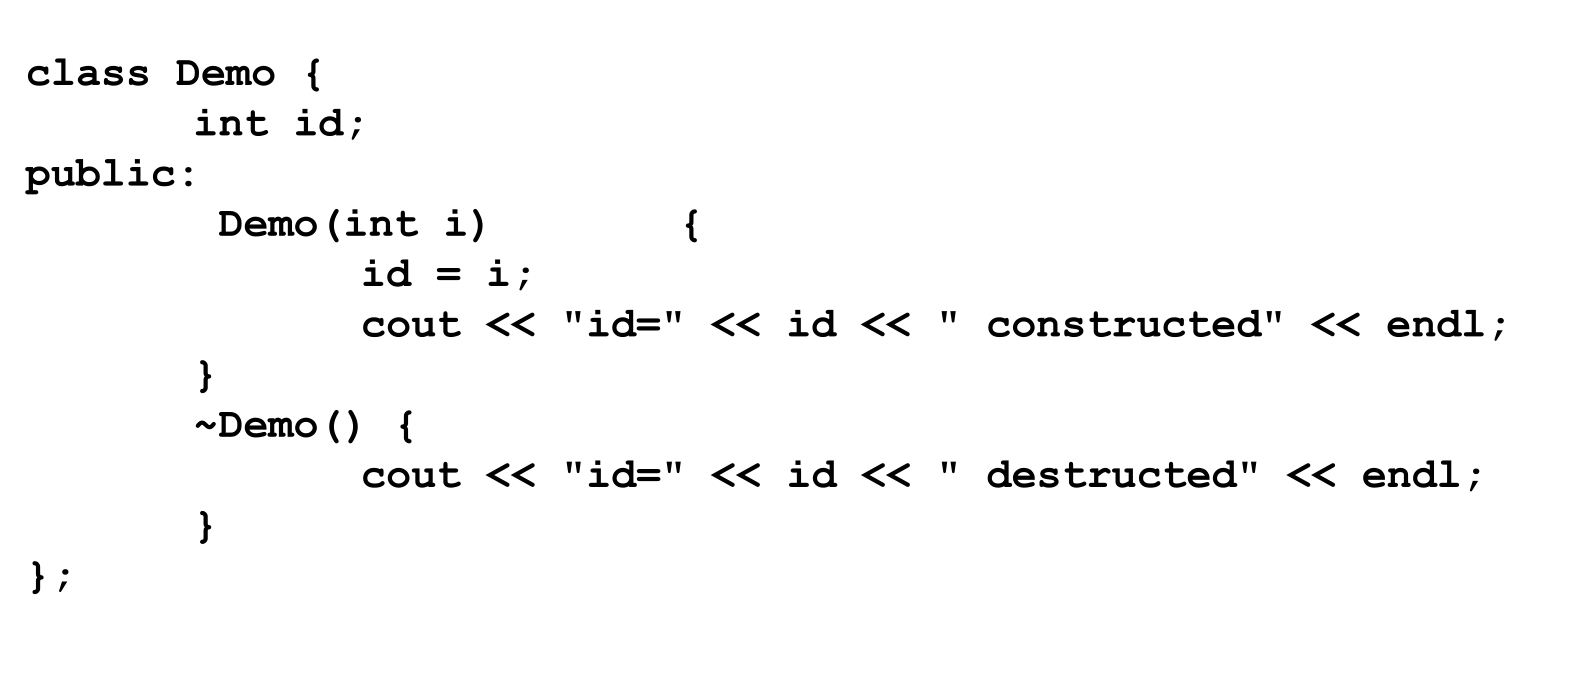 class Demo {
int id;
public:
Demo(int i) {
id = i;
cout << "id=" << id << " constructed" << endl;
}
~Demo() {
cout << "id=" << id << " destructed" << endl;
}
};